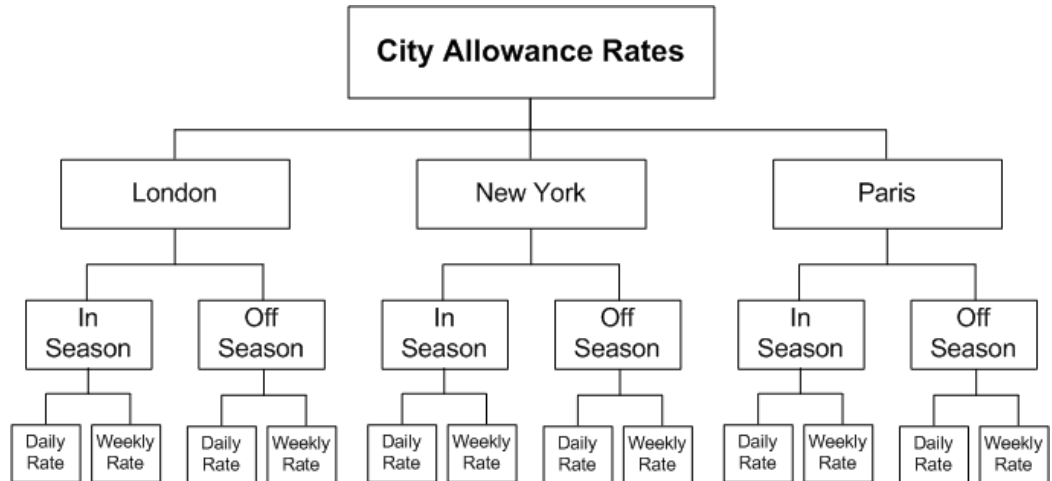 City Allowance Rates
London
New York
Paris
In
Season
Off
Season
In
Season
Off
Season
In
Season
Off
Season
Daily
Rate
Weekly
Rate
Daily
Rate
Weekly
Rate
Daily
Rate
Weekly
Rate
Daily
Rate
Weekly
Rate
Daily
Rate
Weekly
Rate
Daily
Rate
Weekly
Rate